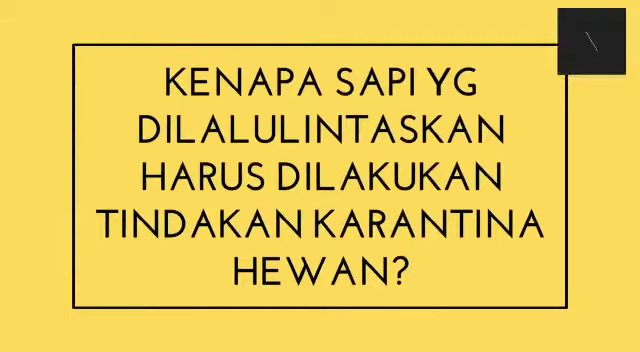 KENAPA SAPI YG
DILALULINTASKAN
HARUS DILAKUKAN
TINDAKAN KARANTINA
HEWAN?